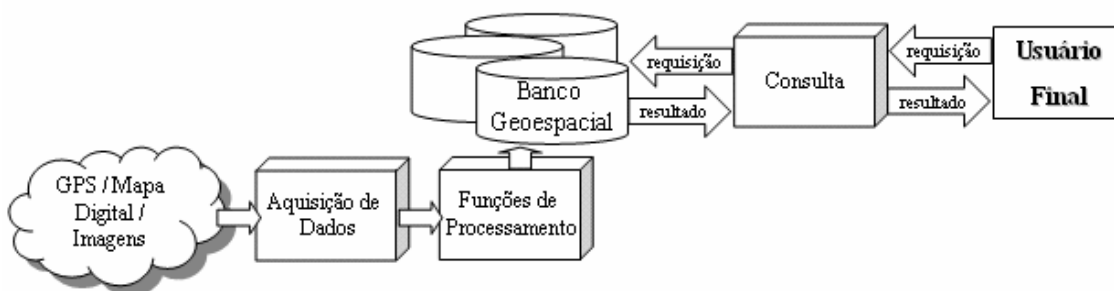 GPS / Mapa
Digital /
Imagens
Aquisição de
Dados
Funções de
Processamento
Banco
Geoespacial
requisição
resultado
Consulta
requisição
resultado
Usuário
Final